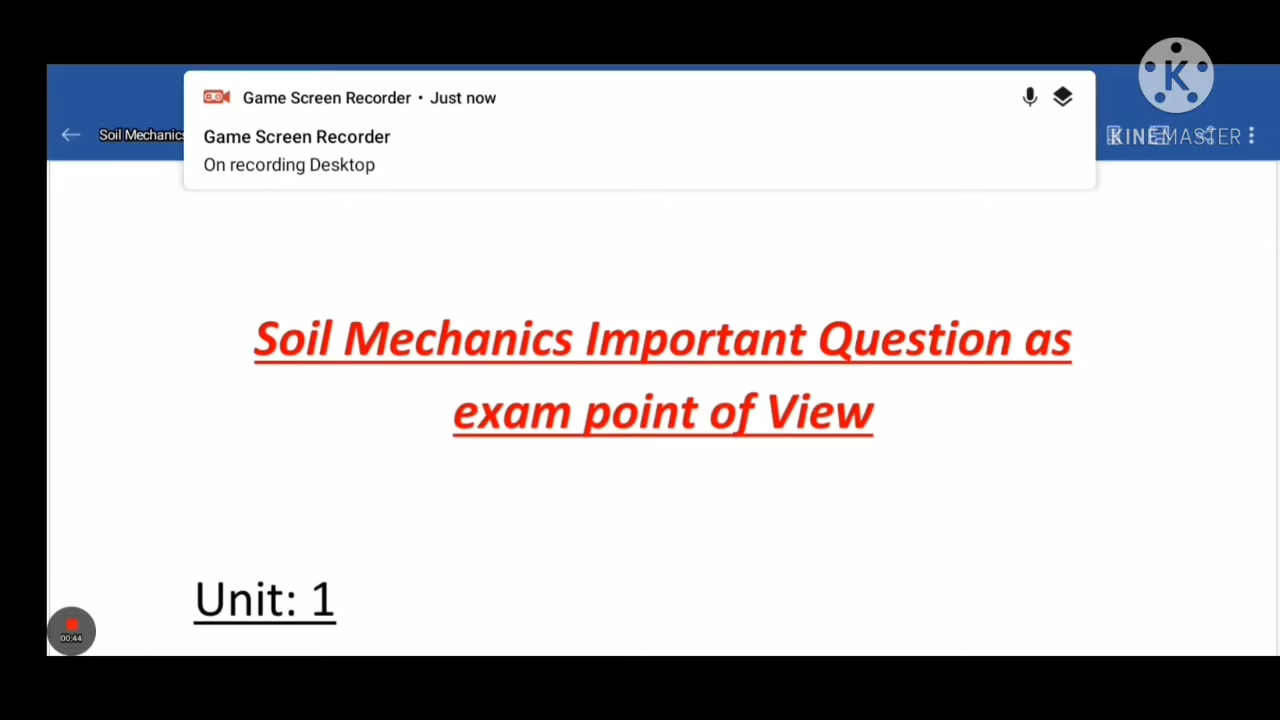 Game Screen Recorder • Just now
Game Screen Recorder
On recording Desktop
Soil Mechanics
K
KINEMASTER
Soil Mechanics Important Question as
exam point of View
Unit: 1
00:44